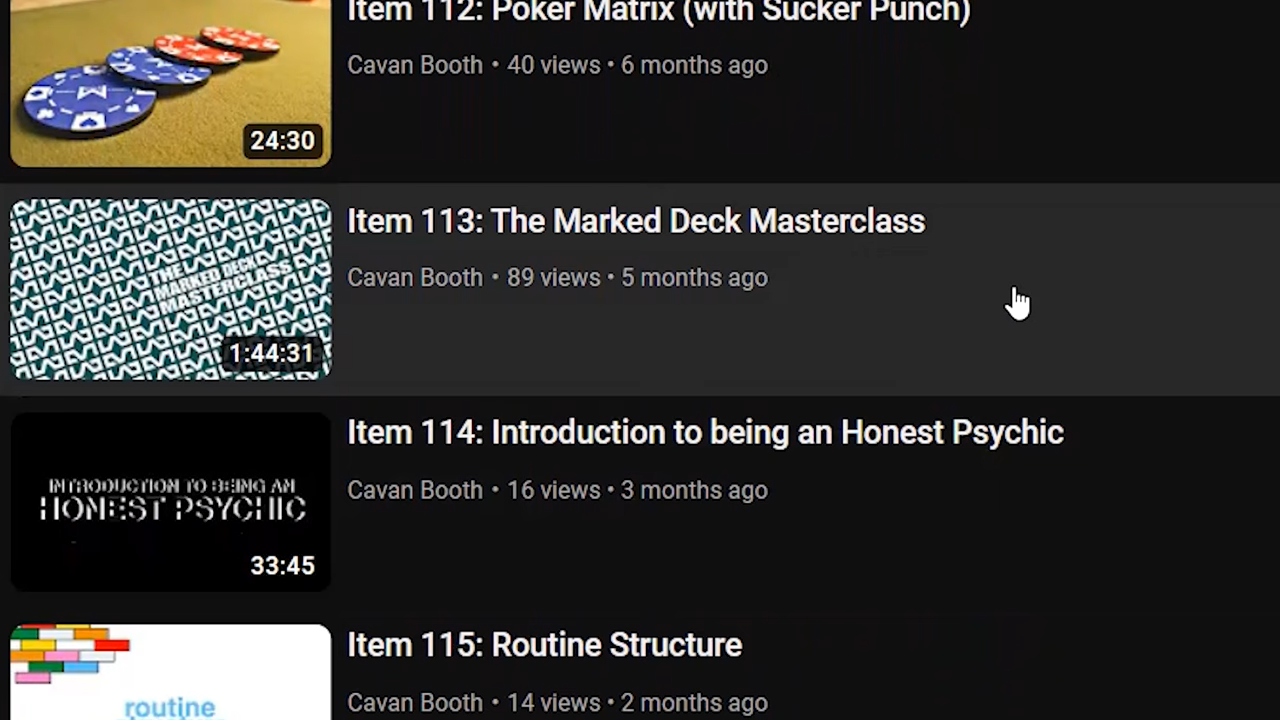 Item 112: Poker Matrix (with Sucker Punch)
Cavan Booth • 40 views • 6 months ago
24:30
Item 113: The Marked Deck Masterclass
Cavan Booth • 89 views • 5 months ago
THE
MARKED DECK
MASTERCLASS
1:44:31
Item 114: Introduction to being an Honest Psychic
Cavan Booth • 16 views • 3 months ago
INTRODUCTION TO BEING AN
HONEST PSYCHIC
33:45
Item 115: Routine Structure
Cavan Booth • 14 views • 2 months ago
routine